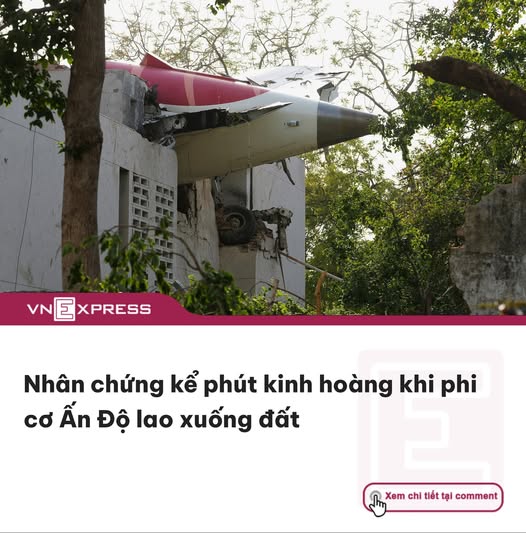 VNEXPRESS
Nhân chứng kể phút kinh hoàng khi phi
cơ Ấn Độ lao xuống đất
Xem chi tiết tại comment